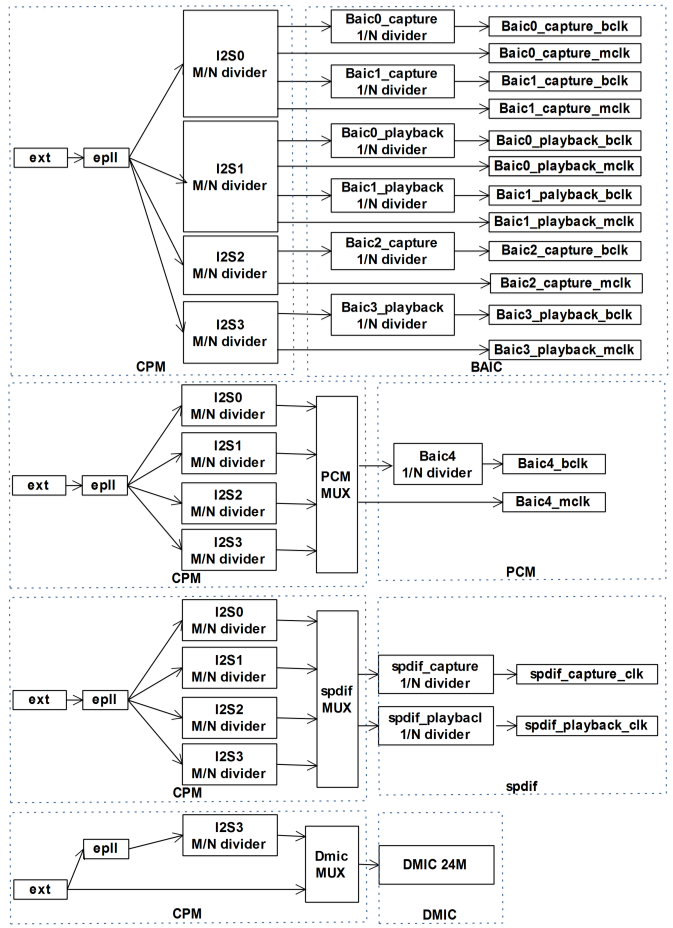 Baic0_capture
1/N divider
Baic0_capture_bclk
I2S0
M/N divider
Baic0_capture_mclk
Baic1_capture
1/N divider
Baic1_capture_bclk
Baic1_capture_mclk
Baic0_playback
1/N divider
Baic0_playback_bclk
ext
epll
I2S1
M/N divider
Baic0_playback_mclk
Baic1_playback
1/N divider
Baic1_palyback_bclk
Baic1_playback_mclk
I2S2
M/N divider
Baic2_capture
1/N divider
Baic2_capture_bclk
Baic2_capture_mclk
I2S3
M/N divider
Baic3_playback
1/N divider
Baic3_playback_bclk
Baic3_playback_mclk
CPM
BAIC
I2S0
M/N divider
I2S1
M/N divider
ext
epll
I2S2
M/N divider
I2S3
M/N divider
PCM
MUX
Baic4
1/N divider
Baic4_bclk
Baic4_mclk
CPM
PCM
I2S0
M/N divider
I2S1
M/N divider
ext
epll
I2S2
M/N divider
I2S3
M/N divider
spdif
MUX
spdif_capture
1/N divider
spdif_capture_clk
spdif_playbacl
1/N divider
spdif_playback_clk
CPM
spdif
I2S3
M/N divider
epll
ext
Dmic
MUX
DMIC 24M
CPM
DMIC